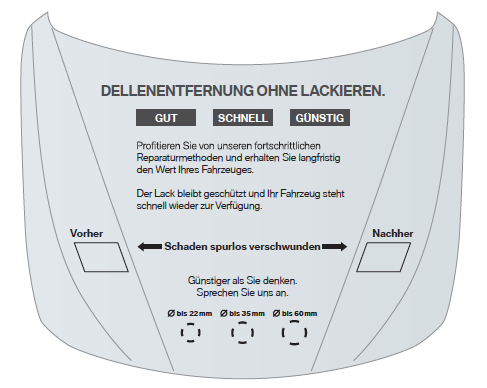 DELLENENTFERNUNG OHNE LACKIEREN.
GUT SCHNELL GÜNSTIG
Profitieren Sie von unseren fortschrittlichen
Reparaturmethoden und erhalten Sie langfristig
den Wert Ihres Fahrzeuges.
Der Lack bleibt geschützt und Ihr Fahrzeug steht
schnell wieder zur Verfügung.
Vorher Nachher
Schaden spurlos verschwunden
Günstiger als Sie denken.
Sprechen Sie uns an.
Ø bis 22 mm Ø bis 35 mm Ø bis 60 mm